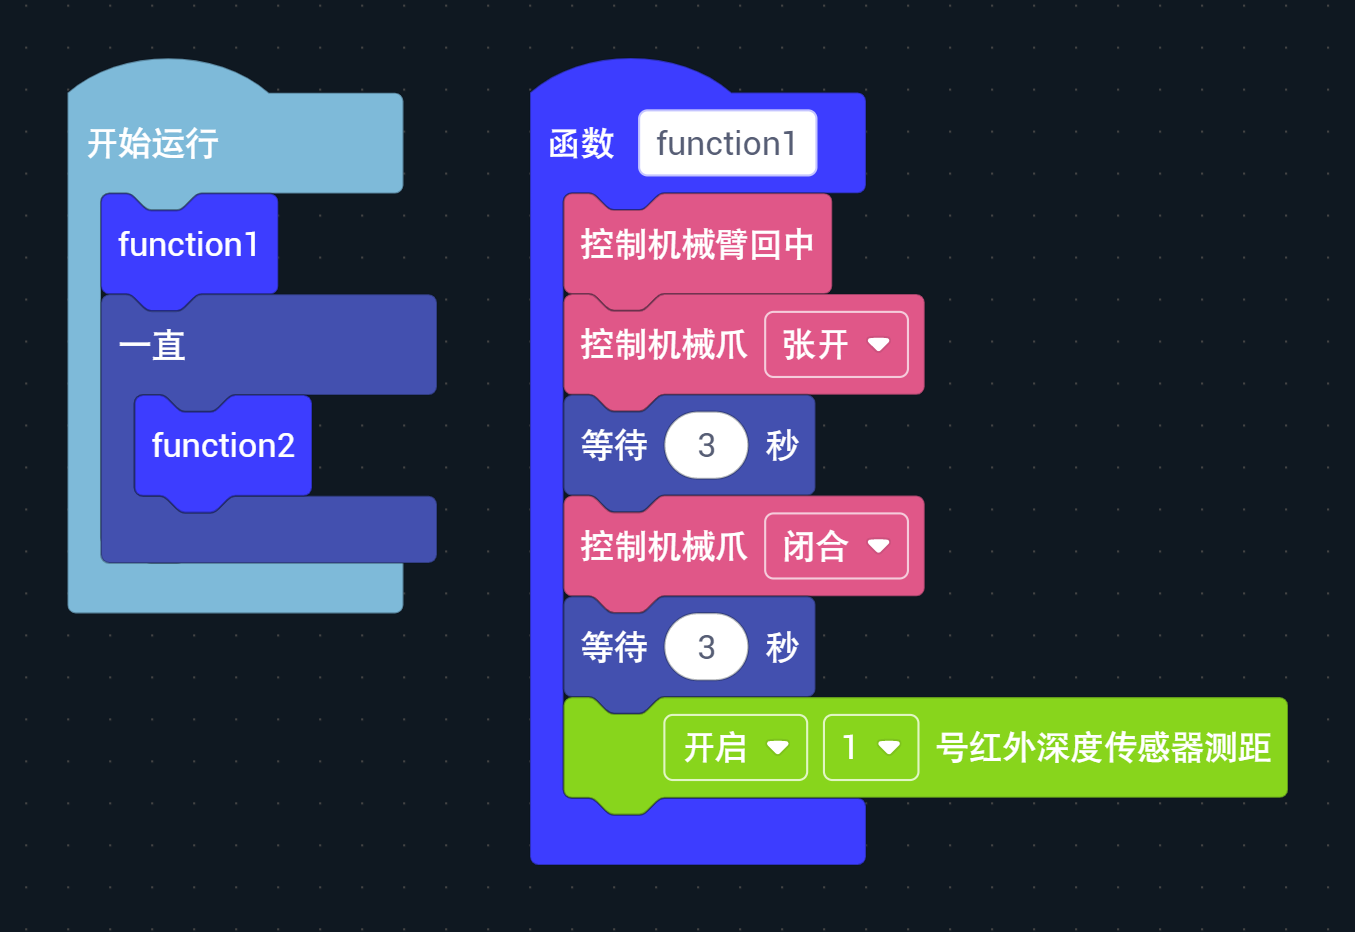 开始运行
function1
一直
function2
函数 function1
控制机械臂回中
控制机械爪 张开
等待 3 秒
控制机械爪 闭合
等待 3 秒
开启 1 号红外深度传感器测距